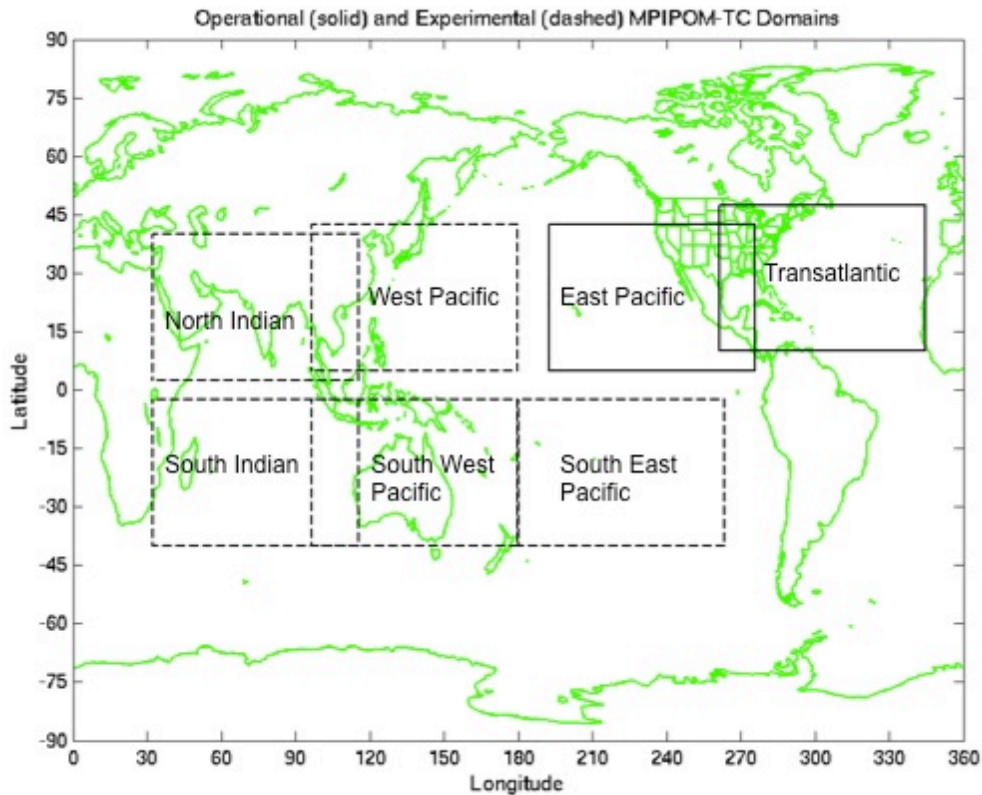 Operational (solid) and Experimental (dashed) MPIPOM-TC Domains
90
75
60
45
30
15
0
-15
-30
-45
-60
-75
-90
Latitude
Transatlantic
West Pacific
East Pacific
North Indian
South Indian
South West
Pacific
South East
Pacific
0 30 60 90 120 150 180 210 240 270 300 330 360
Longitude